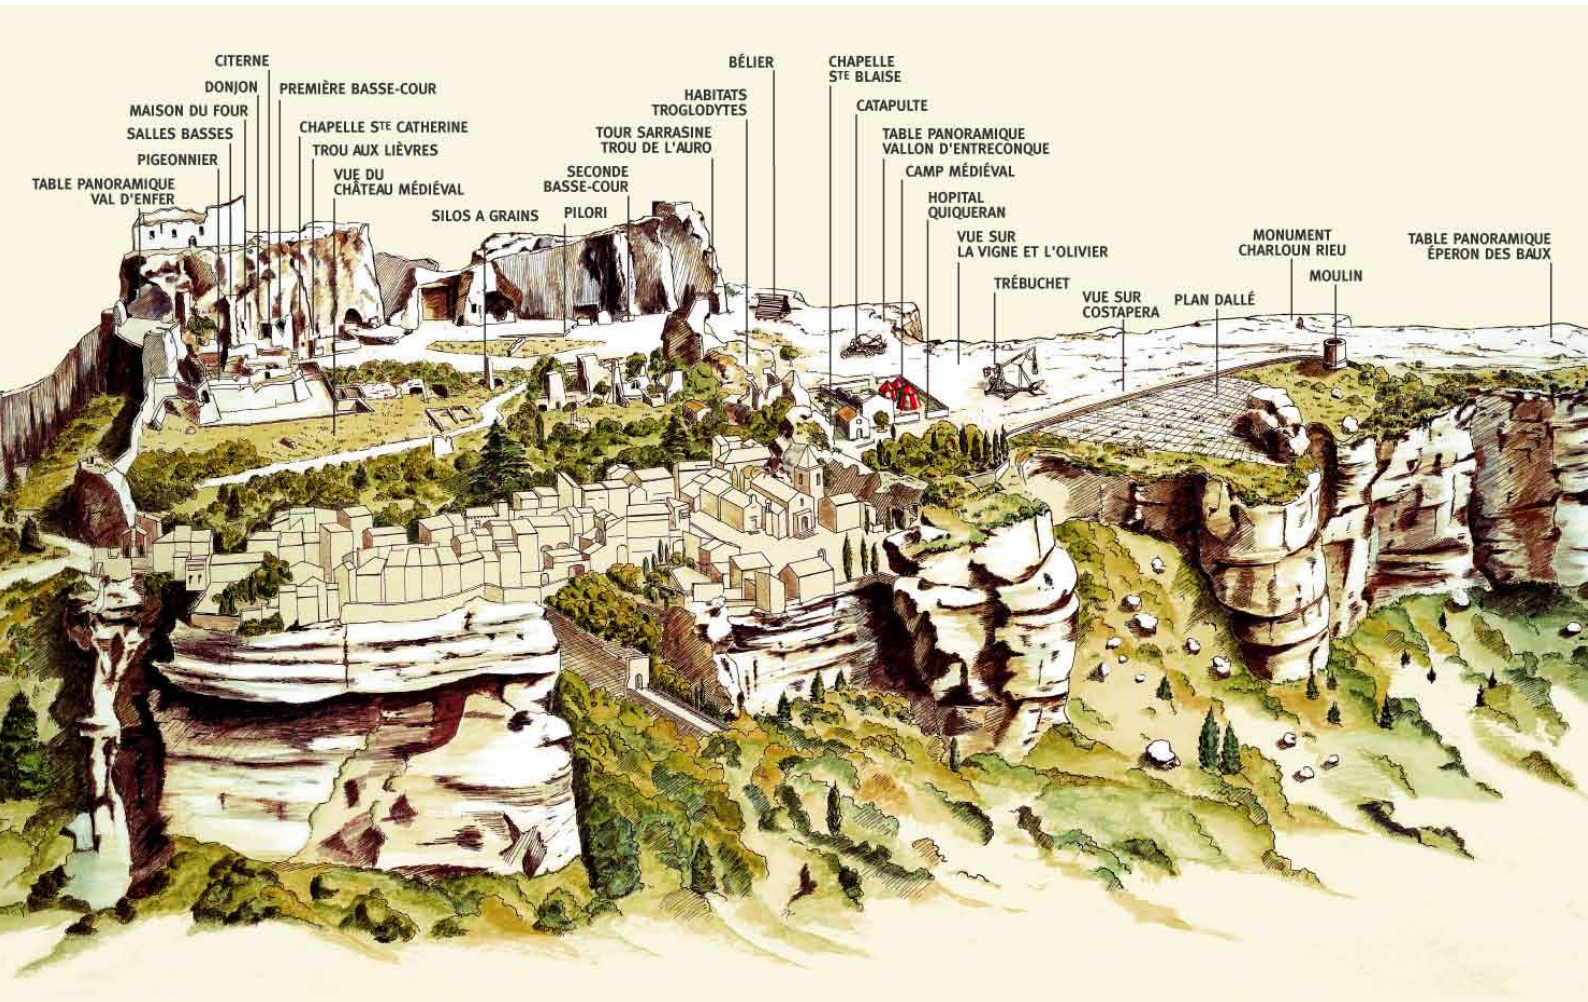 CITERNE
DONJON
PREMIÈRE BASSE-COUR
MAISON DU FOUR
SALLES BASSES
CHAPELLE STE CATHERINE
PIGEONNIER
TROU AUX LIÈVRES
TABLE PANORAMIQUE
VAL D'ENFER
VUE DU
CHÂTEAU MÉDIÉVAL
SILOS A GRAINS
PILORI
SECONDE
BASSE-COUR
TOUR SARRASINE
TROU DE L'AURO
HABITATS
TROGLODYTES
BÉLIER
CHAPELLE
STE BLAISE
CATAPULTE
TABLE PANORAMIQUE
VALLON D'ENTRECONQUE
CAMP MÉDIÉVAL
HOPITAL
QUIQUERAN
VUE SUR
LA VIGNE ET L'OLIVIER
TRÉBUCHET
VUE SUR
COSTAPERA
PLAN DALLÉ
MONUMENT
CHARLOUN RIEU
MOULIN
TABLE PANORAMIQUE
ÉPERON DES BAUX